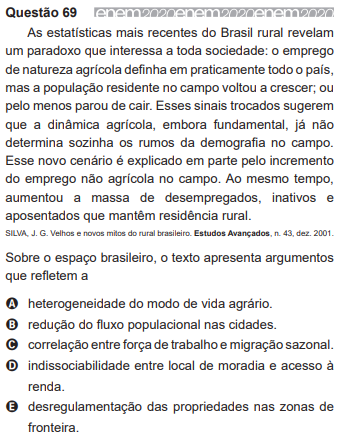 Questão 69 enem2020enem2020enem2020
As estatísticas mais recentes do Brasil rural revelam
um paradoxo que interessa a toda sociedade: o emprego
de natureza agrícola definha em praticamente todo o país,
mas a população residente no campo voltou a crescer; ou
pelo menos parou de cair. Esses sinais trocados sugerem
que a dinâmica agrícola, embora fundamental, já não
determina sozinha os rumos da demografia no campo.
Esse novo cenário é explicado em parte pelo incremento
do emprego não agrícola no campo. Ao mesmo tempo,
aumentou a massa de desempregados, inativos e
aposentados que mantêm residência rural.
SILVA, J. G. Velhos e novos mitos do rural brasileiro. Estudos Avançados, n. 43, dez. 2001.
Sobre o espaço brasileiro, o texto apresenta argumentos
que refletem a
A heterogeneidade do modo de vida agrário.
B redução do fluxo populacional nas cidades.
C correlação entre força de trabalho e migração sazonal.
D indissociabilidade entre local de moradia e acesso à
renda.
E desregulamentação das propriedades nas zonas de
fronteira.